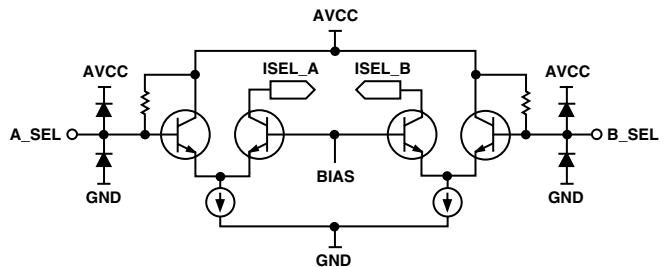 AVCC
AVCC
ISEL_A
ISEL_B
AVCC
A_SEL
B_SEL
BIAS
GND
GND
GND